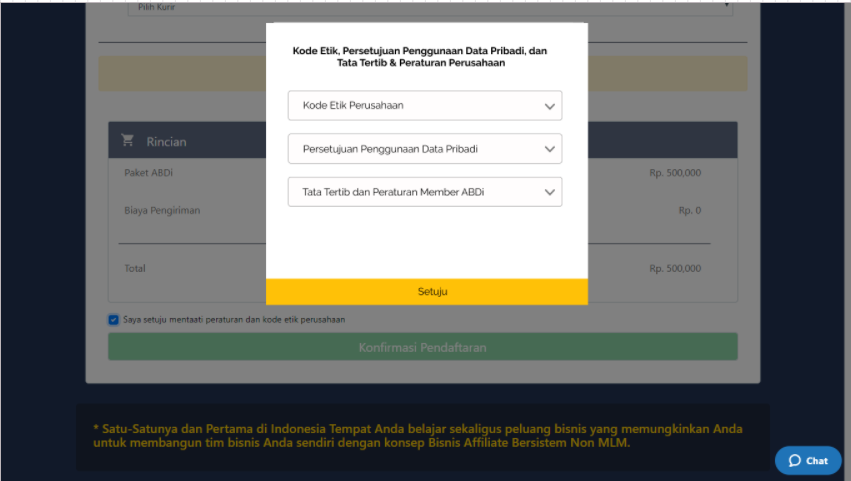 Pilih Kurir
Kode Etik, Persetujuan Penggunaan Data Pribadi, dan
Tata Tertib & Peraturan Perusahaan
Kode Etik Perusahaan
Persetujuan Penggunaan Data Pribadi
Tata Tertib dan Peraturan Member ABDi
Setuju
Rincian
Paket ABDi Rp. 500,000
Biaya Pengiriman Rp. 0
Total Rp. 500,000
Saya setuju mentaati peraturan dan kode etik perusahaan
Konfirmasi Pendaftaran
* Satu-Satunya dan Pertama di Indonesia Tempat Anda belajar sekaligus peluang bisnis yang memungkinkan Anda
untuk membangun tim bisnis Anda sendiri dengan konsep Bisnis Affiliate Bersistem Non MLM.
Chat